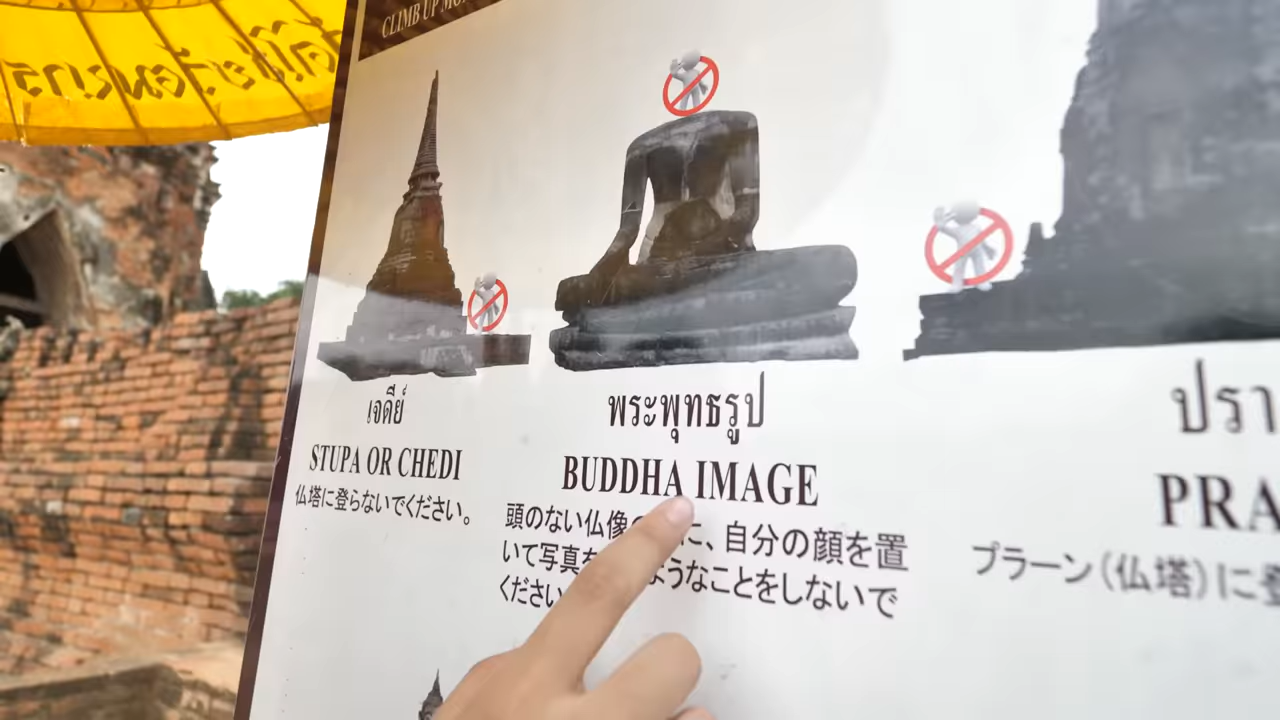 CLIMB UP
เจดีย์
STUPA OR CHEDI
仏塔に登らないでください。
พระพุทธรูป
BUDDHA IMAGE
頭のない仏像 に、自分の顔を置
いて写真を ようなことをしないで
ください
ปรา
PRA
プラーン(仏塔)に登